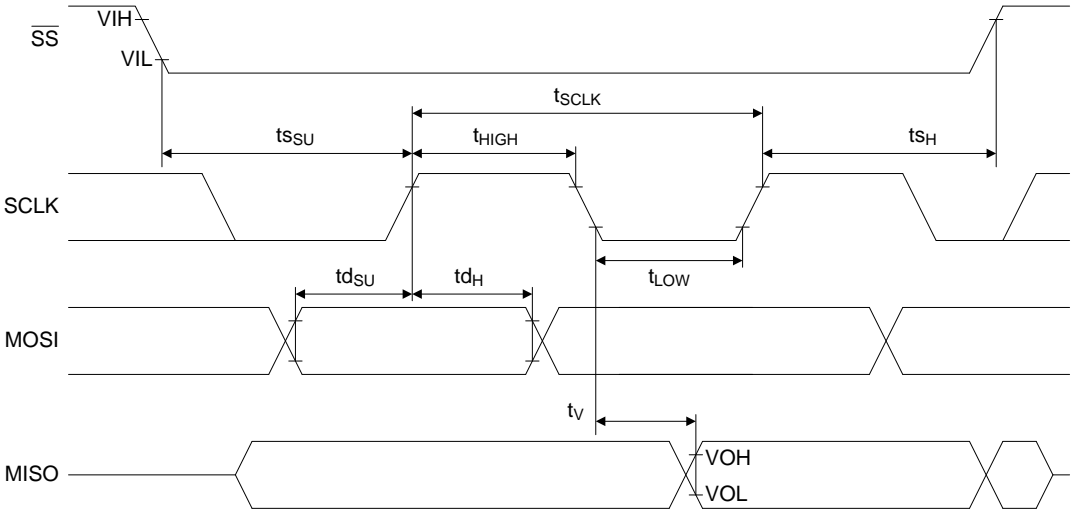 SS
VIH
VIL
tSCLK
tsSU
tHIGH
tsH
SCLK
tdSU
tdH
tLOW
MOSI
tV
MISO
VOH
VOL